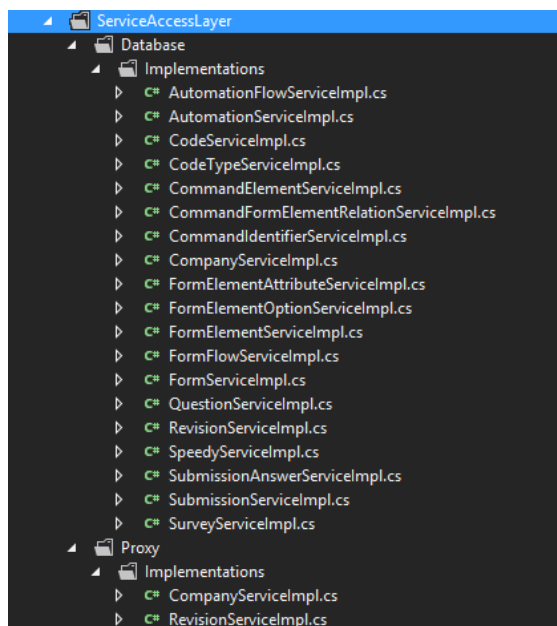 ServiceAccessLayer
Database
Implementations
C# AutomationFlowServiceImpl.cs
C# AutomationServiceImpl.cs
C# CodeServiceImpl.cs
C# CodeTypeServiceImpl.cs
C# CommandElementServiceImpl.cs
C# CommandFormElementRelationServiceImpl.cs
C# CommandIdentifierServiceImpl.cs
C# CompanyServiceImpl.cs
C# FormElementAttributeServiceImpl.cs
C# FormElementOptionServiceImpl.cs
C# FormElementServiceImpl.cs
C# FormFlowServiceImpl.cs
C# FormServiceImpl.cs
C# QuestionServiceImpl.cs
C# RevisionServiceImpl.cs
C# SpeedyServiceImpl.cs
C# SubmissionAnswerServiceImpl.cs
C# SubmissionServiceImpl.cs
C# SurveyServiceImpl.cs
Proxy
Implementations
C# CompanyServiceImpl.cs
C# RevisionServiceImpl.cs